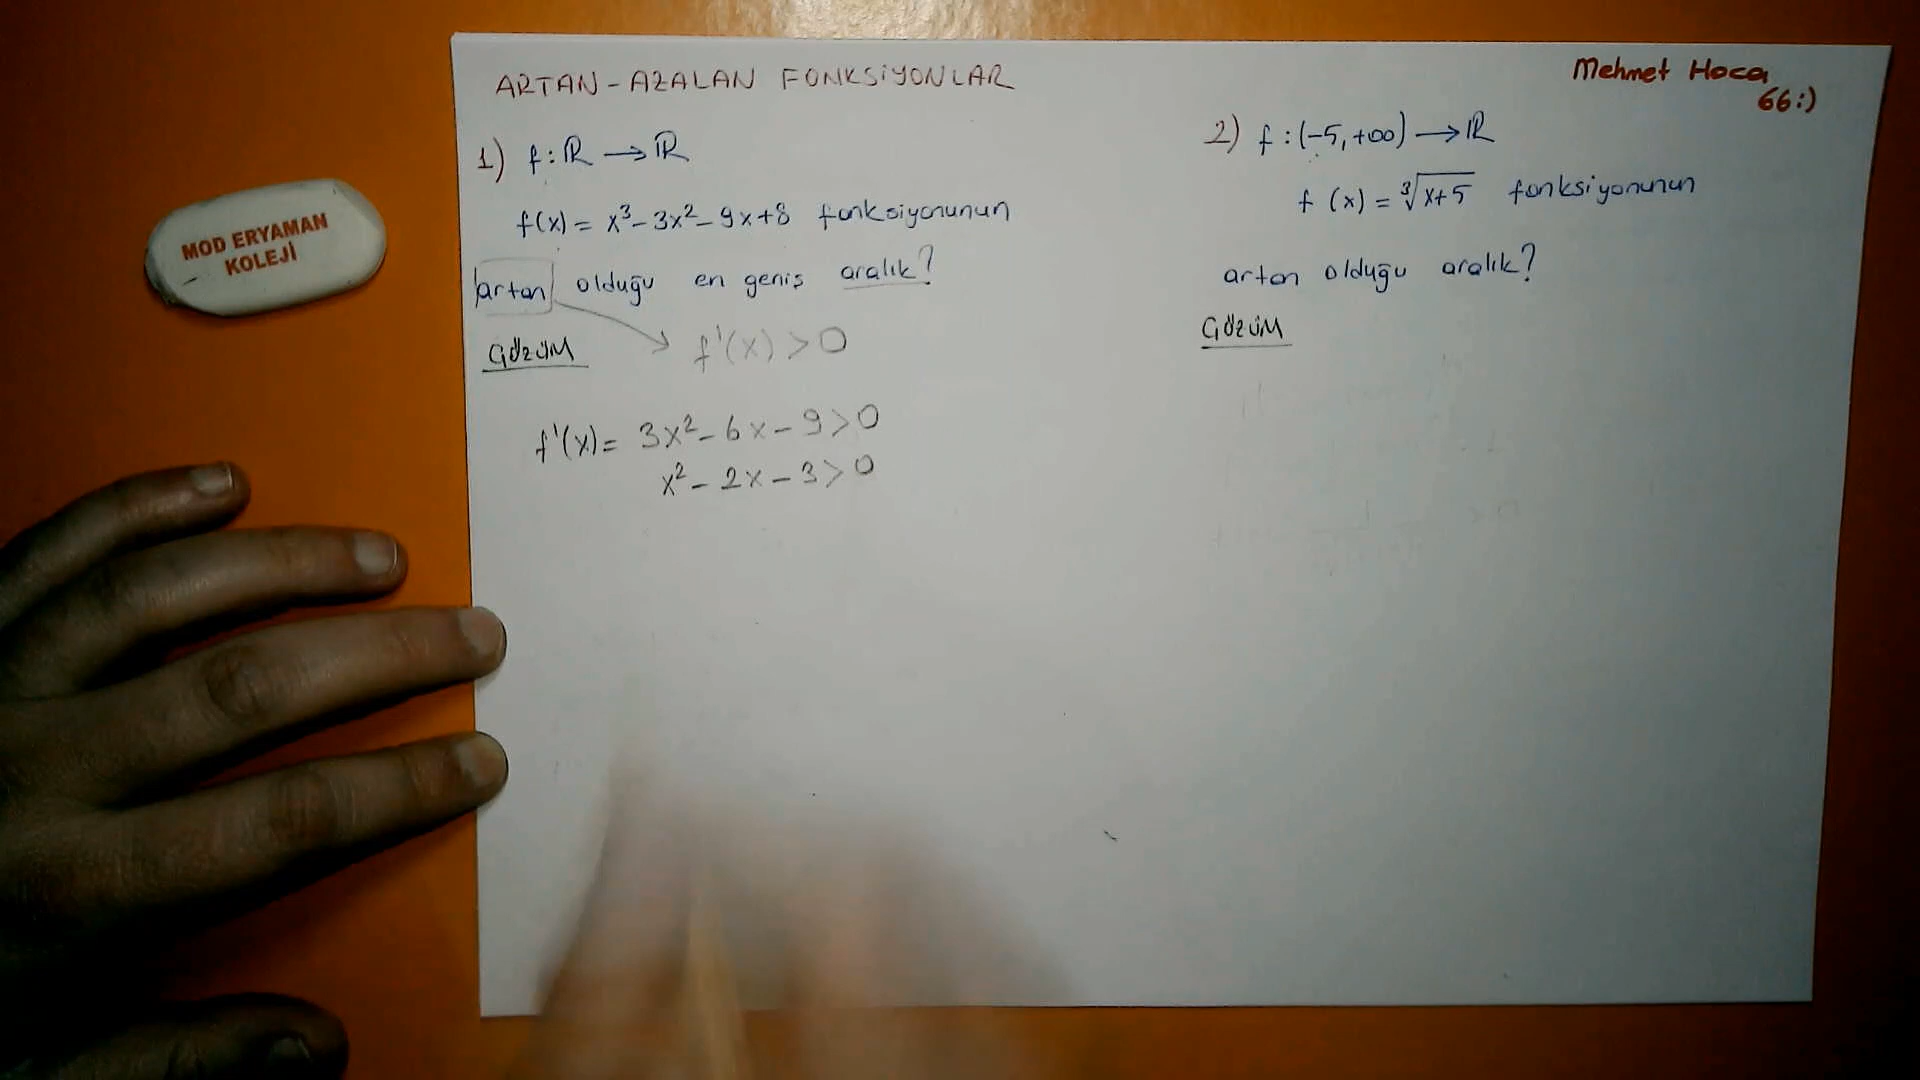 ARTAN - AZALAN FONKSİYONLAR
Mehmet Hoca
66:)
1) f : ℝ → ℝ
f(x) = x³ - 3x² - 9x + 8 fonksiyonunun
artan olduğu en geniş aralık?
ÇÖZÜM
f'(x) > 0
f'(x) = 3x² - 6x - 9 > 0
x² - 2x - 3 > 0
2) f : (-5, +∞) → ℝ
f (x) = ³√x+5 fonksiyonunun
artan olduğu aralık?
ÇÖZÜM
MOD ERYAMAN
KOLEJİ